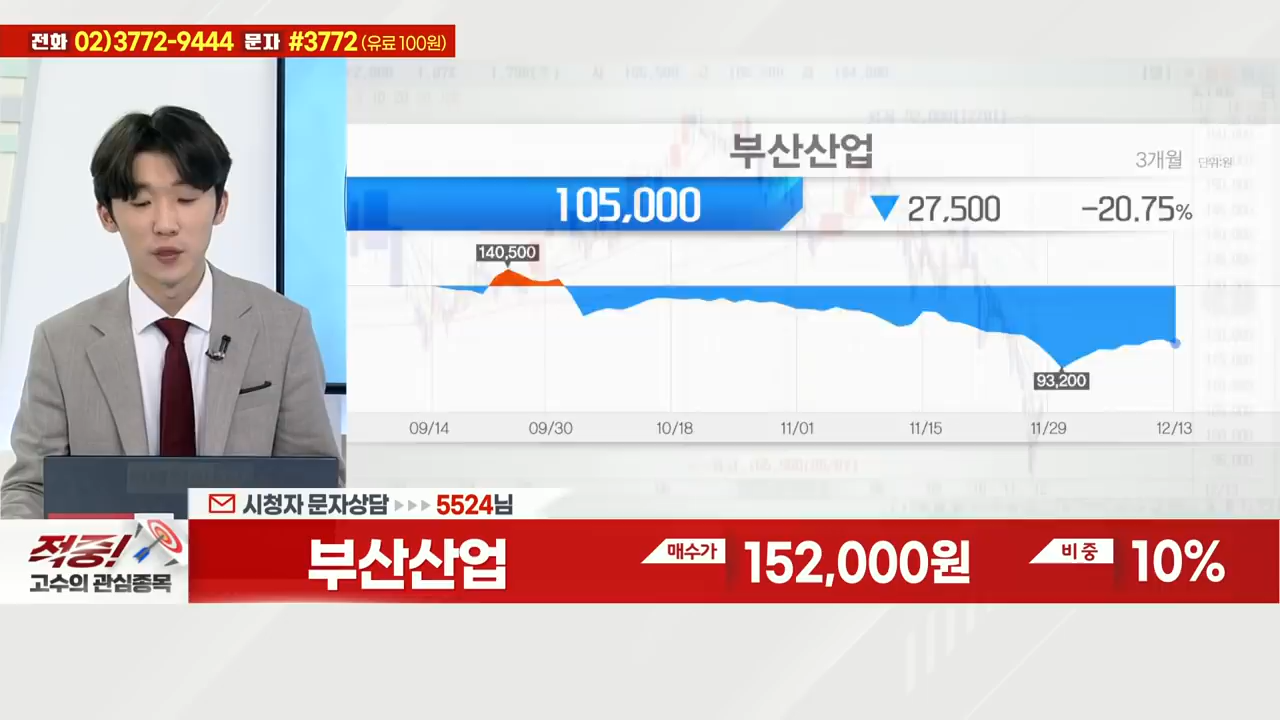 전화 02)3772-9444 문자 #3772 (유료 100원)
부산산업
3개월 단위:원
105,000 ▼ 27,500 -20.75%
140,500
93,200
09/14 09/30 10/18 11/01 11/15 11/29 12/13
시청자 문자상담 ▶▶▶ 5524님
적중!
고수의 관심종목
부산산업 매수가 152,000원 비중 10%